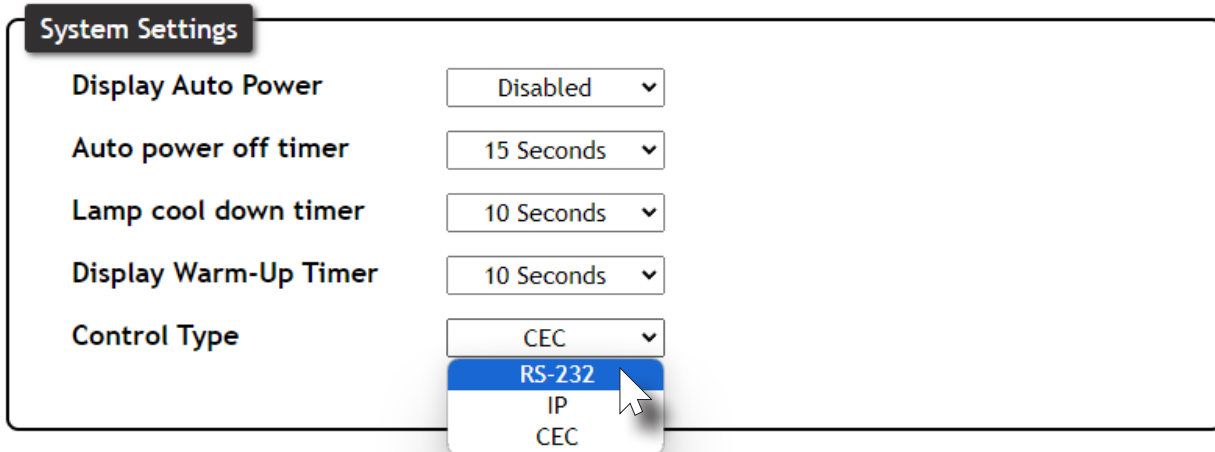 System Settings
Display Auto Power Disabled
Auto power off timer 15 Seconds
Lamp cool down timer 10 Seconds
Display Warm-Up Timer 10 Seconds
Control Type CEC
RS-232
IP
CEC